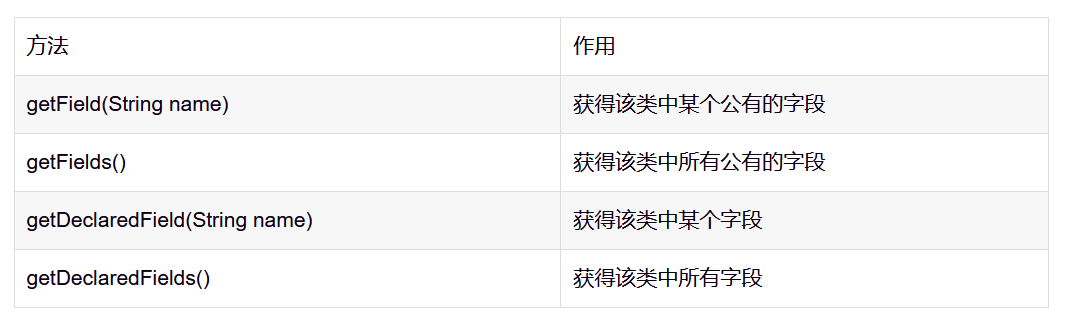 方法 作用
getField(String name) 获得该类中某个公有的字段
getFields() 获得该类中所有公有的字段
getDeclaredField(String name) 获得该类中某个字段
getDeclaredFields() 获得该类中所有字段